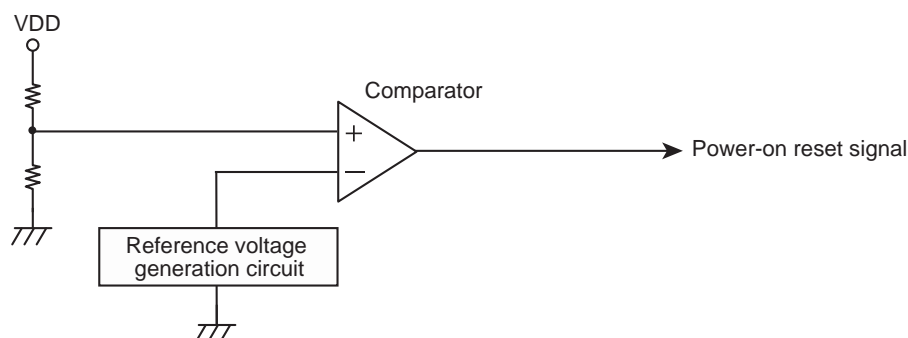 VDD
Comparator
+
−
Power-on reset signal
Reference voltage
generation circuit